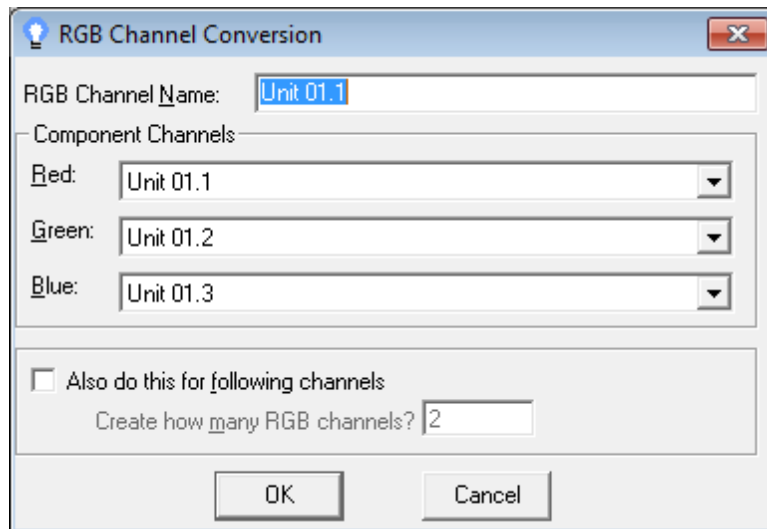 RGB Channel Conversion
RGB Channel Name: Unit 01.1
Component Channels
Red: Unit 01.1
Green: Unit 01.2
Blue: Unit 01.3
Also do this for following channels
Create how many RGB channels? 2
OK Cancel